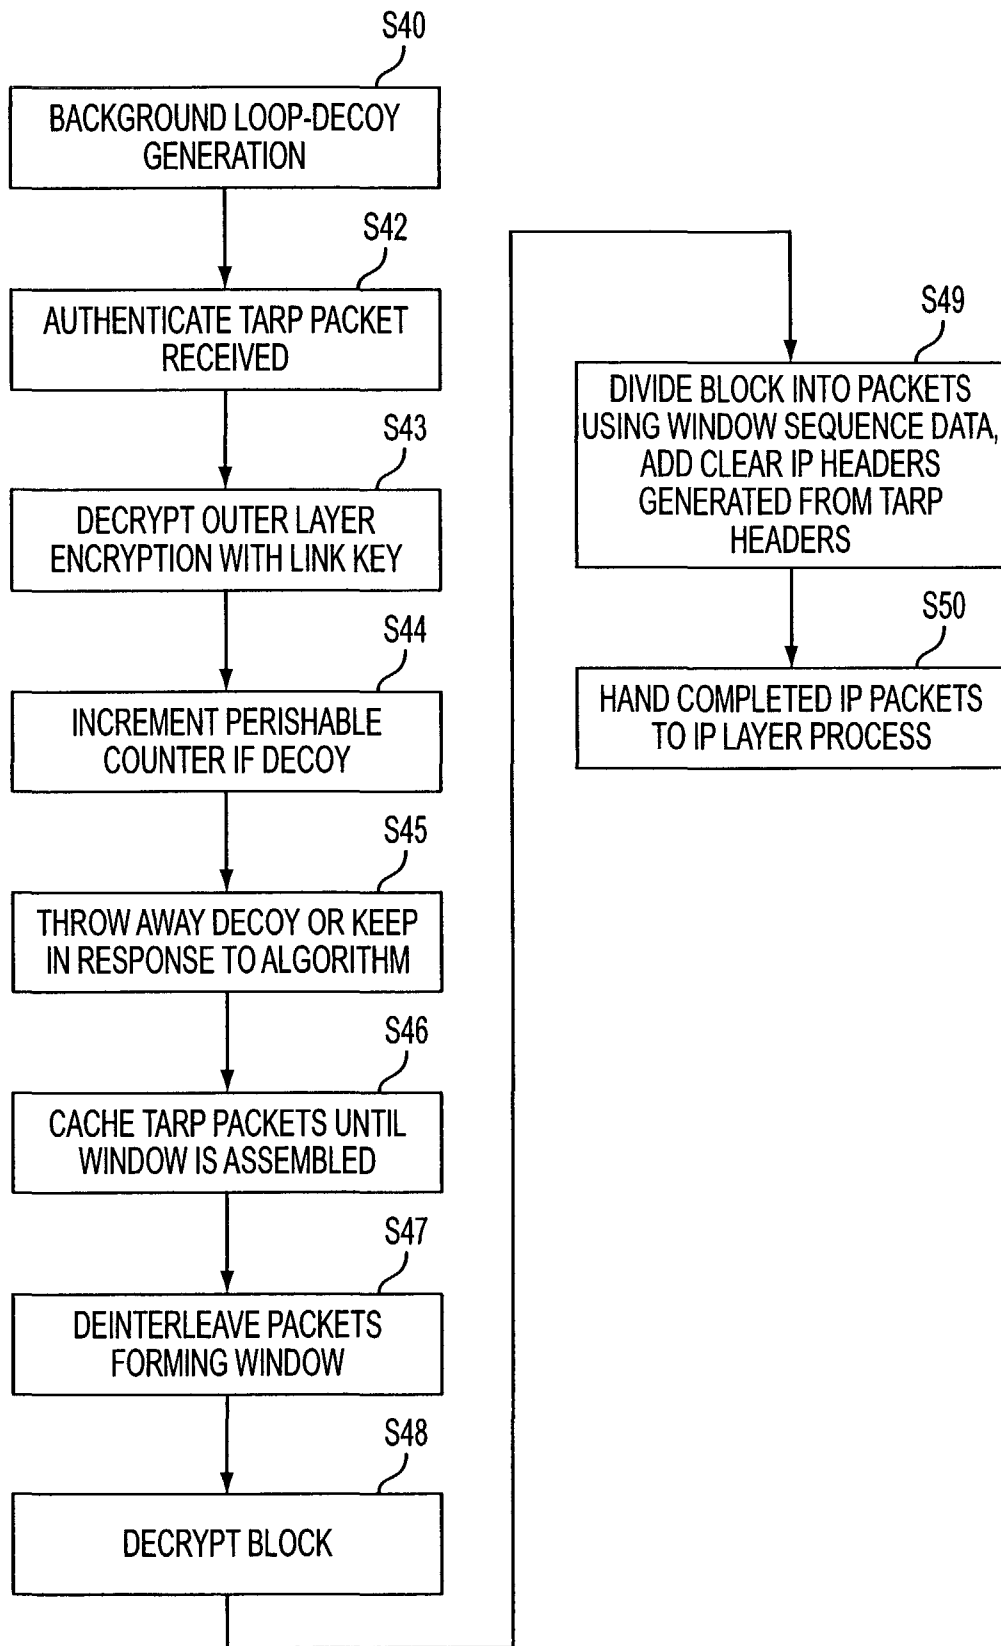 S40
BACKGROUND LOOP-DECOY
GENERATION
S42
AUTHENTICATE TARP PACKET
RECEIVED
S43
DECRYPT OUTER LAYER
ENCRYPTION WITH LINK KEY
S44
INCREMENT PERISHABLE
COUNTER IF DECOY
S45
THROW AWAY DECOY OR KEEP
IN RESPONSE TO ALGORITHM
S46
CACHE TARP PACKETS UNTIL
WINDOW IS ASSEMBLED
S47
DEINTERLEAVE PACKETS
FORMING WINDOW
S48
DECRYPT BLOCK
S49
DIVIDE BLOCK INTO PACKETS
USING WINDOW SEQUENCE DATA,
ADD CLEAR IP HEADERS
GENERATED FROM TARP
HEADERS
S50
HAND COMPLETED IP PACKETS
TO IP LAYER PROCESS